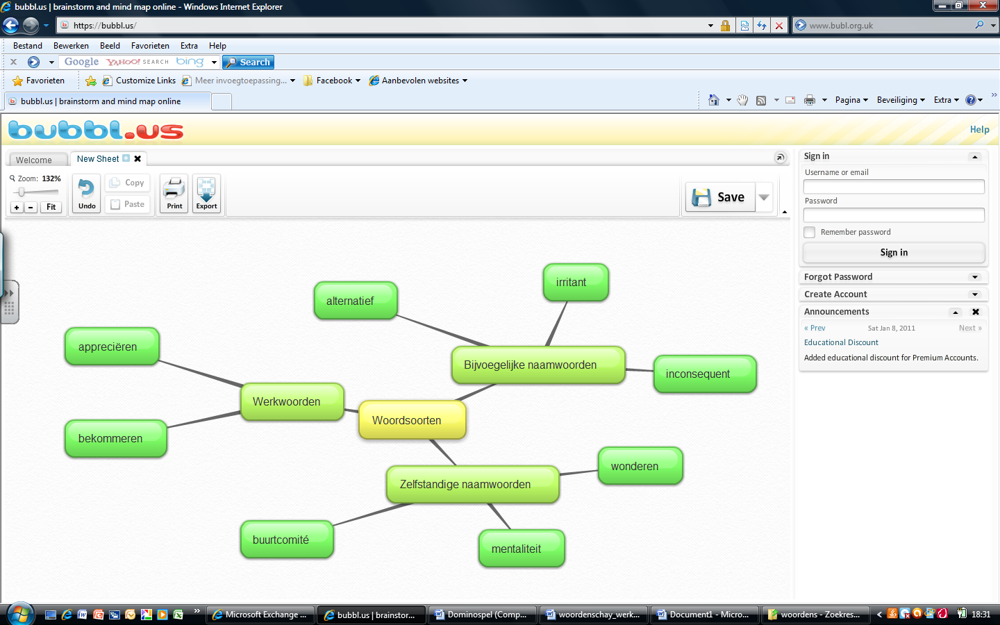 bubbl.us | brainstorm and mind map online - Windows Internet Explorer
https://bubbl.us/
www.bubl.org.uk
Bestand Bewerken Beeld Favorieten Extra Help
Google YAHOO! SEARCH bing Search
Favorieten Customize Links Meer invoegtoepassing... Facebook Aanbevolen websites
bubbl.us | brainstorm and mind map online
Pagina Beveiliging Extra
bubbl.us
Help
Welcome New Sheet
Zoom: 132%
+ - Fit
Undo
Copy
Paste
Print
Export
Save
Sign in
Username or email
Password
Remember password
Sign in
Forgot Password
Create Account
Announcements
« Prev Sat Jan 8, 2011 Next »
Educational Discount
Added educational discount for Premium Accounts.
irritant
alternatief
appreciëren
Bijvoegelijke naamwoorden
inconsequent
Werkwoorden
Woordsoorten
bekommeren
wonderen
Zelfstandige naamwoorden
buurtcomité
mentaliteit
Microsoft Exchange ...
bubbl.us | brainstor...
Dominospel (Comp...
woordenschay_werk...
Document1 - Micro...
woordens - Zoekres...
18:31